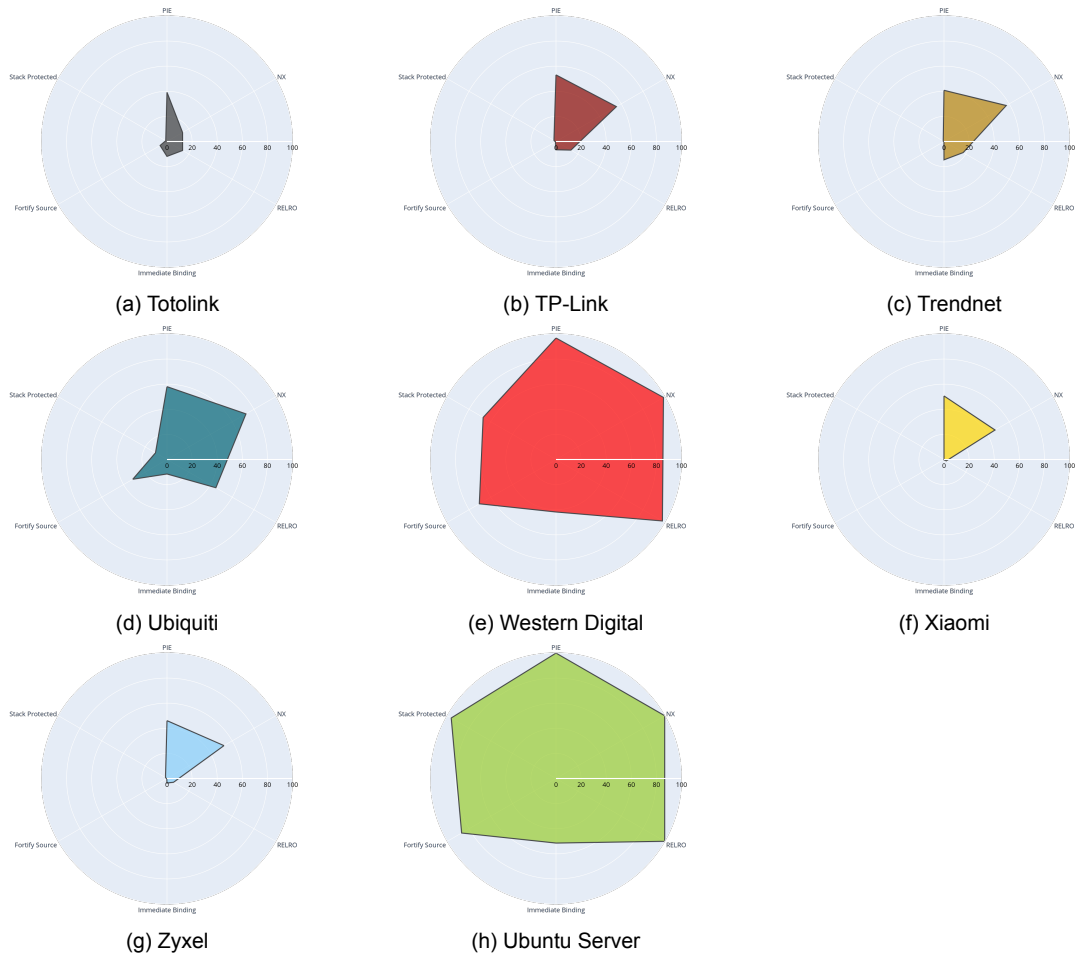 PIE PIE PIE
Stack Protected NX Stack Protected NX Stack Protected NX
0 20 40 60 80 100 0 20 40 60 80 100 0 20 40 60 80 100
Fortify Source RELRO Fortify Source RELRO Fortify Source RELRO
Immediate Binding Immediate Binding Immediate Binding
(a) Totolink (b) TP-Link (c) Trendnet
PIE PIE PIE
Stack Protected NX Stack Protected NX Stack Protected NX
0 20 40 60 80 100 0 20 40 60 80 100 0 20 40 60 80 100
Fortify Source RELRO Fortify Source RELRO Fortify Source RELRO
Immediate Binding Immediate Binding Immediate Binding
(d) Ubiquiti (e) Western Digital (f) Xiaomi
PIE PIE
Stack Protected NX Stack Protected NX
0 20 40 60 80 100 0 20 40 60 80 100
Fortify Source RELRO Fortify Source RELRO
Immediate Binding Immediate Binding
(g) Zyxel (h) Ubuntu Server